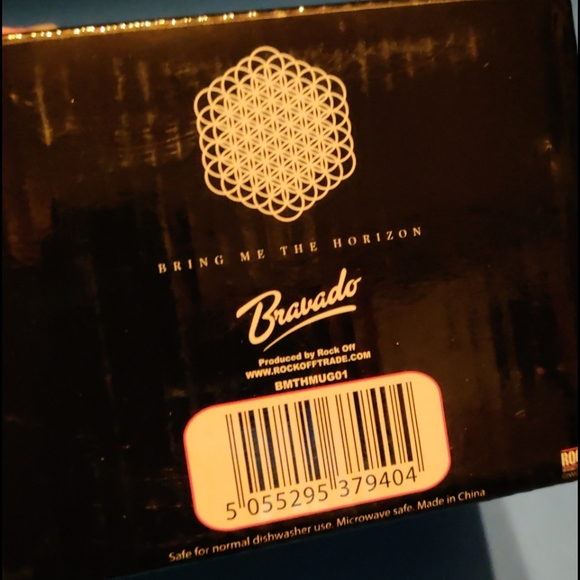 BRING ME THE HORIZON
Bravado
Produced by Rock Off
WWW.ROCKOFFTRADE.COM
BMTHMUG01
5 055295 379404
Safe for normal dishwasher use. Microwave safe. Made in China